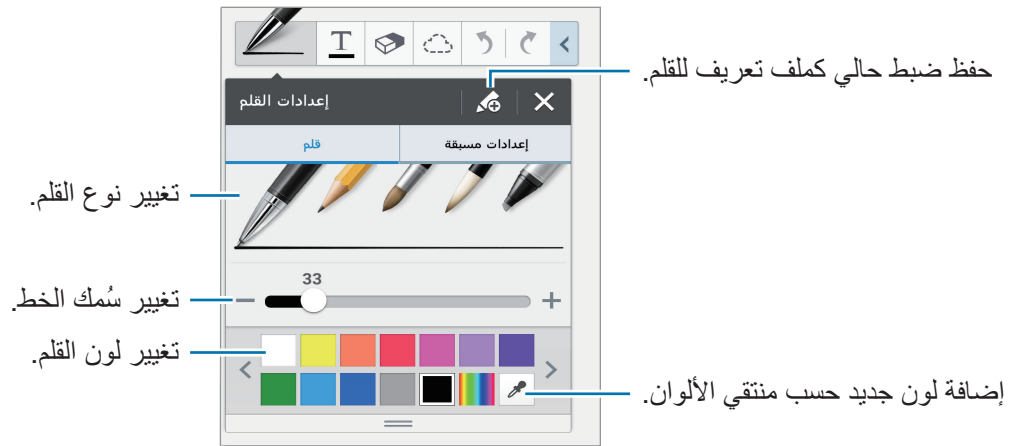 T
حفظ ضبط حالي كملف تعريف للقلم.
إعدادات القلم
إعدادات مسبقة
قلم
تغيير نوع القلم.
33
تغيير سُمك الخط.
تغيير لون القلم.
إضافة لون جديد حسب منتقي الألوان.